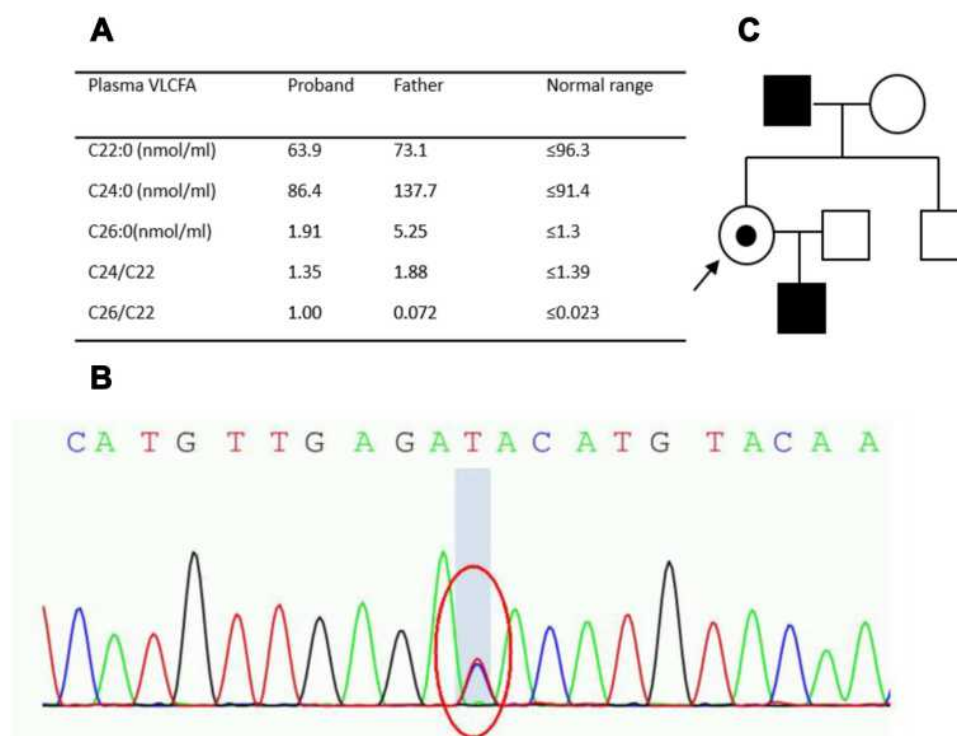 A
C
Plasma VLCFA Proband Father Normal range
C22:0 (nmol/ml) 63.9 73.1 ≤96.3
C24:0 (nmol/ml) 86.4 137.7 ≤91.4
C26:0(nmol/ml) 1.91 5.25 ≤1.3
C24/C22 1.35 1.88 ≤1.39
C26/C22 1.00 0.072 ≤0.023
B
C A T G T T G A G A T A C A T G T A C A A